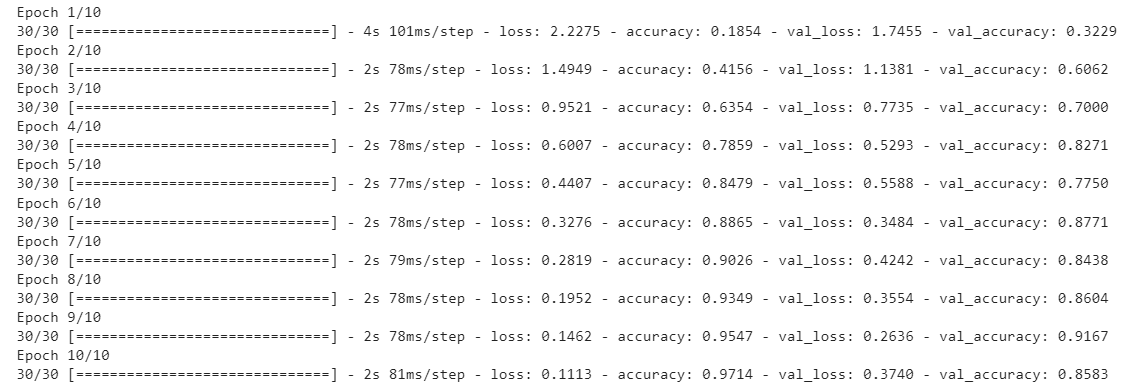 Epoch 1/10
30/30 [==============================] - 4s 101ms/step - loss: 2.2275 - accuracy: 0.1854 - val_loss: 1.7455 - val_accuracy: 0.3229
Epoch 2/10
30/30 [==============================] - 2s 78ms/step - loss: 1.4949 - accuracy: 0.4156 - val_loss: 1.1381 - val_accuracy: 0.6062
Epoch 3/10
30/30 [==============================] - 2s 77ms/step - loss: 0.9521 - accuracy: 0.6354 - val_loss: 0.7735 - val_accuracy: 0.7000
Epoch 4/10
30/30 [==============================] - 2s 78ms/step - loss: 0.6007 - accuracy: 0.7859 - val_loss: 0.5293 - val_accuracy: 0.8271
Epoch 5/10
30/30 [==============================] - 2s 77ms/step - loss: 0.4407 - accuracy: 0.8479 - val_loss: 0.5588 - val_accuracy: 0.7750
Epoch 6/10
30/30 [==============================] - 2s 78ms/step - loss: 0.3276 - accuracy: 0.8865 - val_loss: 0.3484 - val_accuracy: 0.8771
Epoch 7/10
30/30 [==============================] - 2s 79ms/step - loss: 0.2819 - accuracy: 0.9026 - val_loss: 0.4242 - val_accuracy: 0.8438
Epoch 8/10
30/30 [==============================] - 2s 78ms/step - loss: 0.1952 - accuracy: 0.9349 - val_loss: 0.3554 - val_accuracy: 0.8604
Epoch 9/10
30/30 [==============================] - 2s 78ms/step - loss: 0.1462 - accuracy: 0.9547 - val_loss: 0.2636 - val_accuracy: 0.9167
Epoch 10/10
30/30 [==============================] - 2s 81ms/step - loss: 0.1113 - accuracy: 0.9714 - val_loss: 0.3740 - val_accuracy: 0.8583